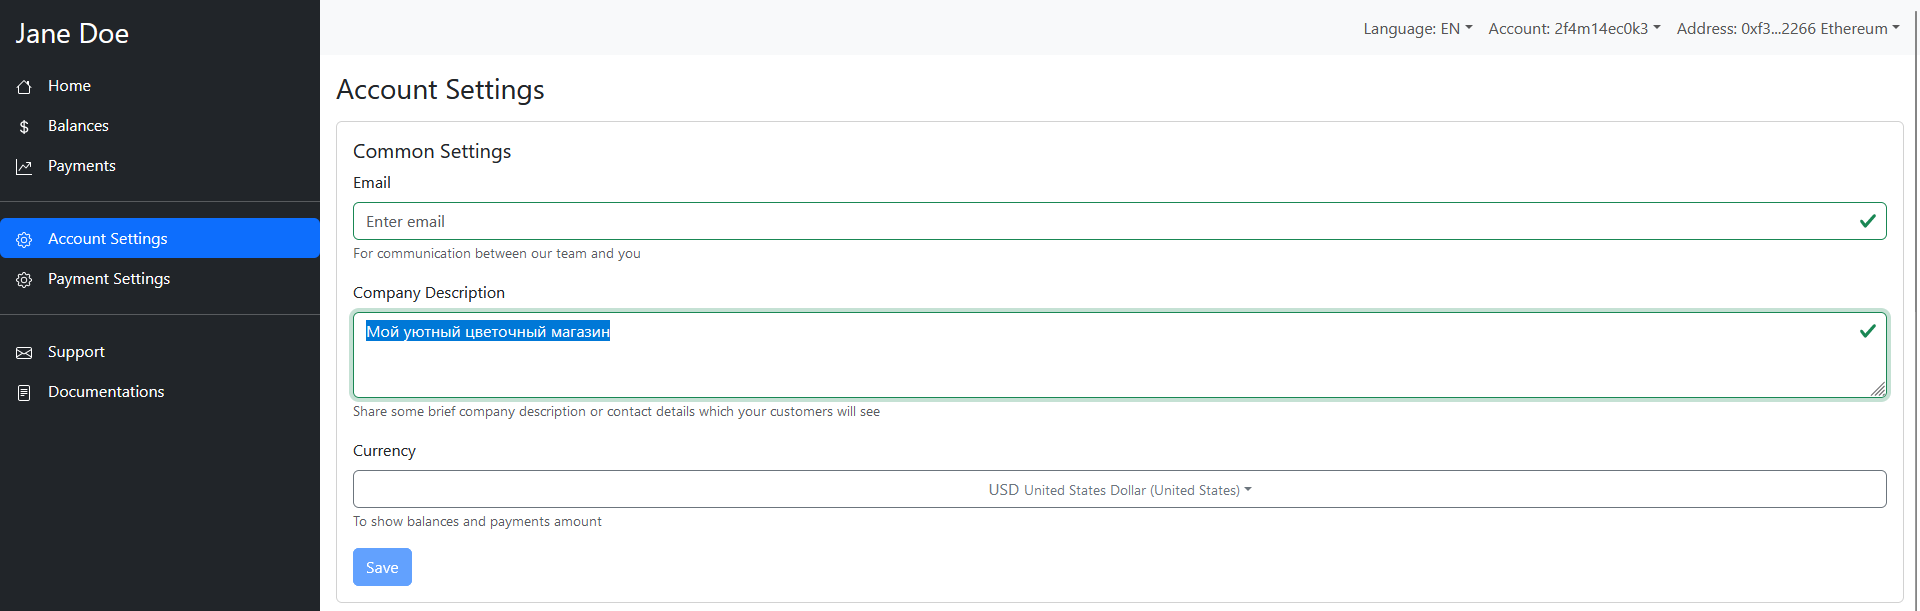 Jane Doe
Home
Balances
Payments
Account Settings
Payment Settings
Support
Documentations
Language: EN
Account: 2f4m14ec0k3
Address: 0xf3...2266 Ethereum
Account Settings
Common Settings
Email
Enter email
For communication between our team and you
Company Description
Мой уютный цветочный магазин
Share some brief company description or contact details which your customers will see
Currency
USD United States Dollar (United States)
To show balances and payments amount
Save